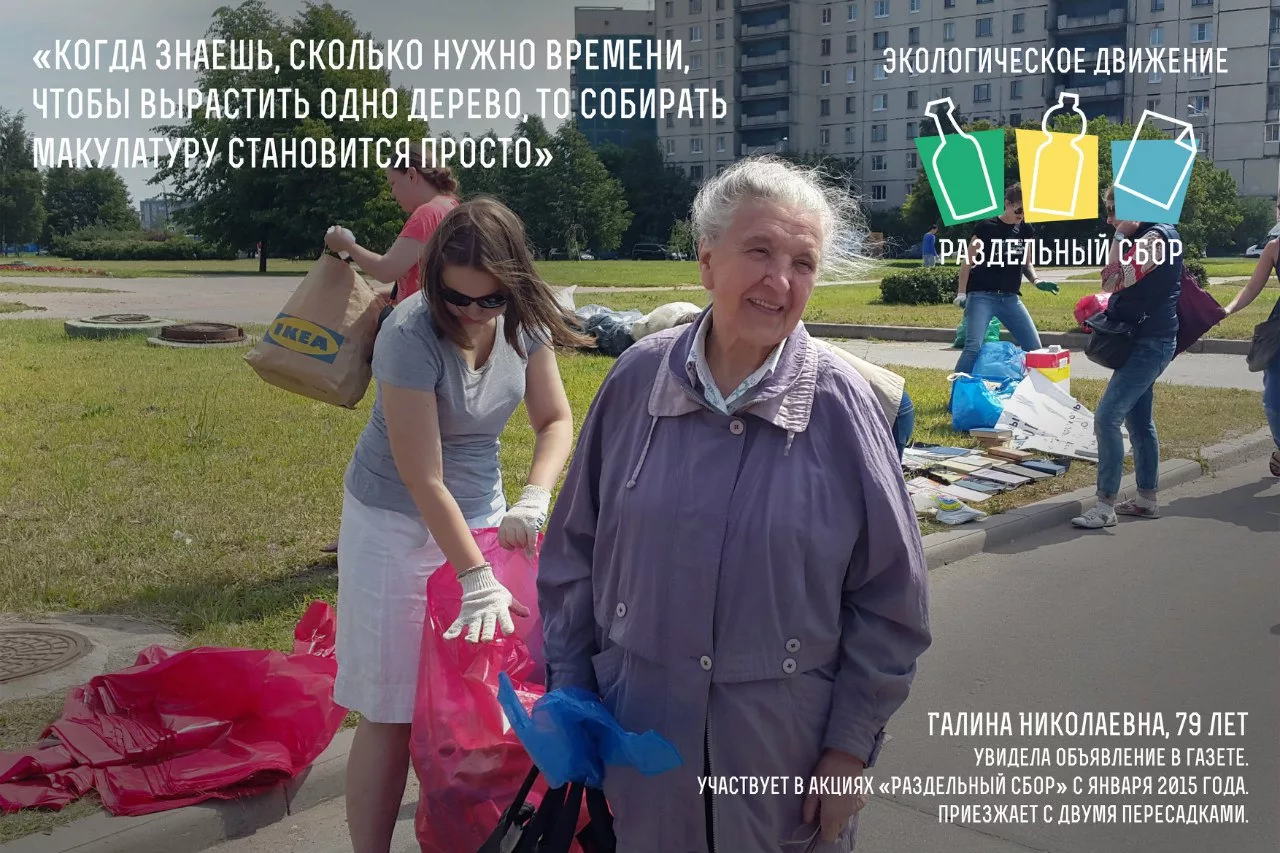 «КОГДА ЗНАЕШЬ, СКОЛЬКО НУЖНО ВРЕМЕНИ,
ЧТОБЫ ВЫРАСТИТЬ ОДНО ДЕРЕВО, ТО СОБИРАТЬ
МАКУЛАТУРУ СТАНОВИТСЯ ПРОСТО»
ЭКОЛОГИЧЕСКОЕ ДВИЖЕНИЕ
РАЗДЕЛЬНЫЙ СБОР
IKEA
ГАЛИНА НИКОЛАЕВНА, 79 ЛЕТ
УВИДЕЛА ОБЪЯВЛЕНИЕ В ГАЗЕТЕ.
УЧАСТВУЕТ В АКЦИЯХ «РАЗДЕЛЬНЫЙ СБОР» С ЯНВАРЯ 2015 ГОДА.
ПРИЕЗЖАЕТ С ДВУМЯ ПЕРЕСАДКАМИ.